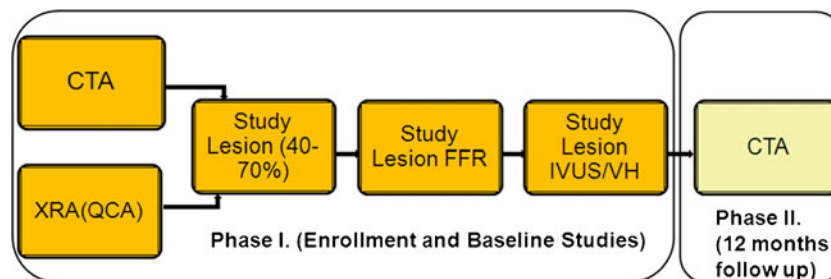 CTA
XRA(QCA)
Study
Lesion (40-
70%)
Study
Lesion FFR
Study
Lesion
IVUS/VH
Phase I. (Enrollment and Baseline Studies)
CTA
Phase II.
(12 months
follow up)